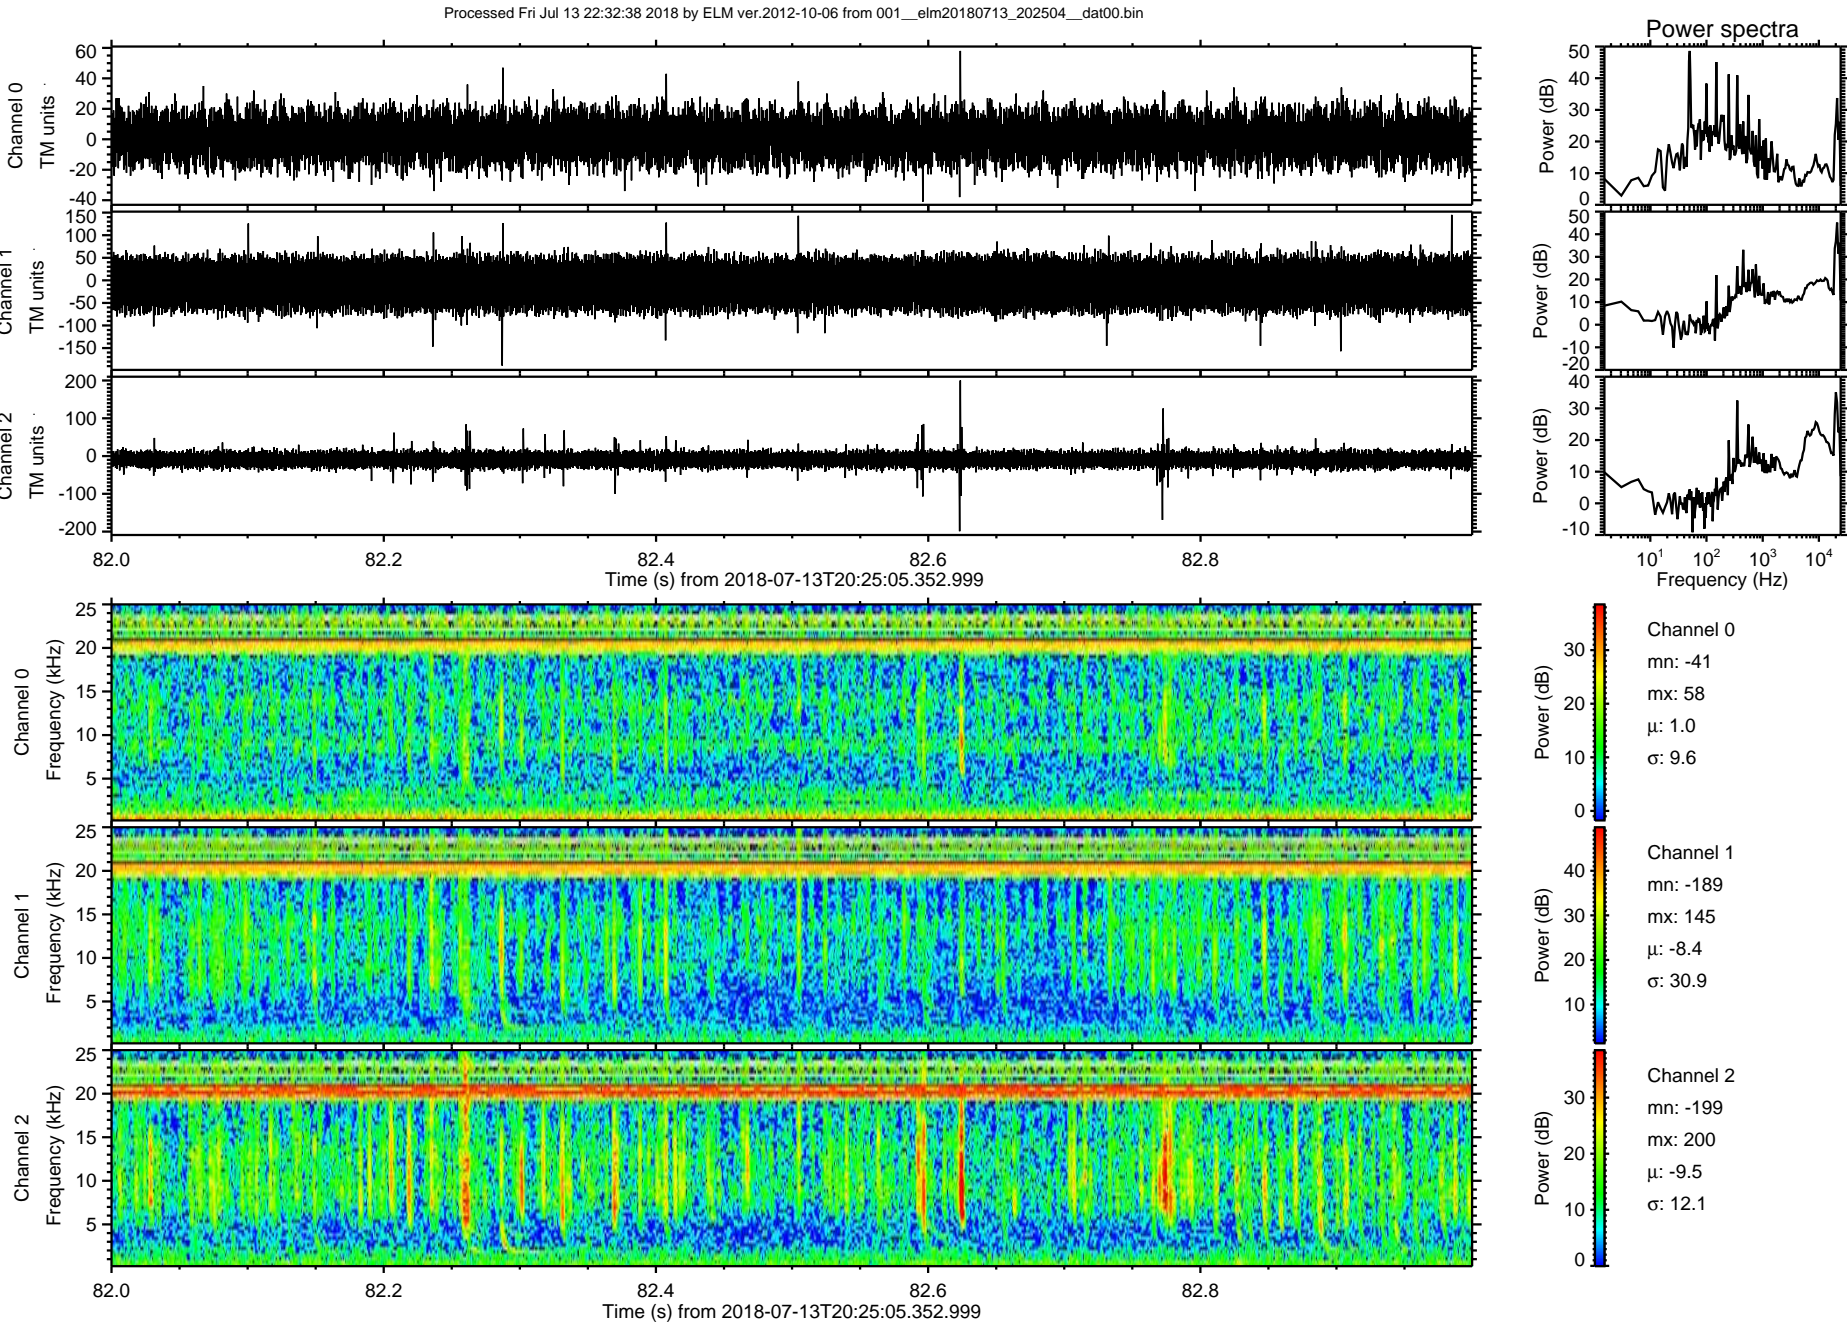 Processed Fri Jul 13 22:32:38 2018 by ELM ver.2012-10-06 from 001__elm20180713_202504__dat00.bin
Power spectra
Channel 0
TM units
60
40
20
0
-20
-40
Power (dB)
50
40
30
20
10
0
Channel 1
TM units
150
100
50
0
-50
-100
-150
Power (dB)
50
40
30
20
10
0
-10
-20
Channel 2
TM units
200
100
0
-100
-200
Power (dB)
40
30
20
10
0
-10
82.0 82.2 82.4 82.6 82.8
Time (s) from 2018-07-13T20:25:05.352.999
10^1 10^2 10^3 10^4
Frequency (Hz)
Channel 0
Frequency (kHz)
25
20
15
10
5
Power (dB)
30
20
10
0
Channel 0
mn: -41
mx: 58
μ: 1.0
σ: 9.6
Channel 1
Frequency (kHz)
25
20
15
10
5
Power (dB)
40
30
20
10
Channel 1
mn: -189
mx: 145
μ: -8.4
σ: 30.9
Channel 2
Frequency (kHz)
25
20
15
10
5
Power (dB)
30
20
10
0
Channel 2
mn: -199
mx: 200
μ: -9.5
σ: 12.1
82.0 82.2 82.4 82.6 82.8
Time (s) from 2018-07-13T20:25:05.352.999